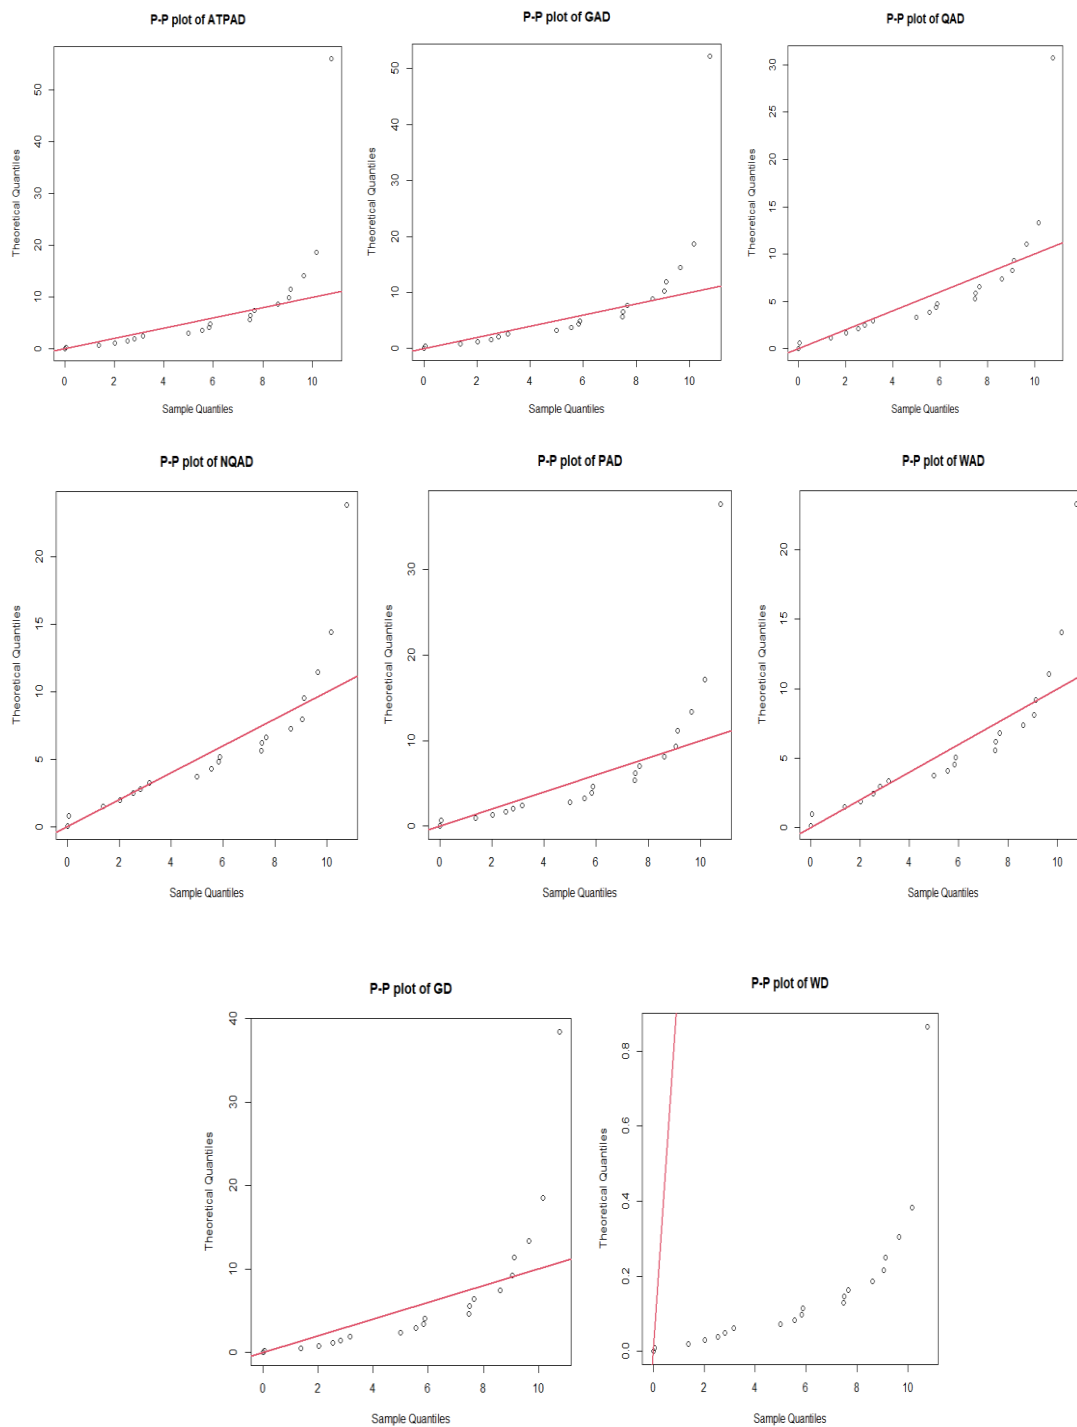 P-P plot of ATPAD
P-P plot of GAD
P-P plot of QAD
Theoretical Quantiles
0 10 20 30 40 50
0 2 4 6 8 10
Sample Quantiles
Theoretical Quantiles
0 10 20 30 40 50
0 2 4 6 8 10
Sample Quantiles
Theoretical Quantiles
0 5 10 15 20 25 30
0 2 4 6 8 10
Sample Quantiles
P-P plot of NQAD
P-P plot of PAD
P-P plot of WAD
Theoretical Quantiles
0 5 10 15 20
0 2 4 6 8 10
Sample Quantiles
Theoretical Quantiles
0 10 20 30
0 2 4 6 8 10
Sample Quantiles
Theoretical Quantiles
0 5 10 15 20
0 2 4 6 8 10
Sample Quantiles
P-P plot of GD
P-P plot of WD
Theoretical Quantiles
0 10 20 30 40
0 2 4 6 8 10
Sample Quantiles
Theoretical Quantiles
0.0 0.2 0.4 0.6 0.8
0 2 4 6 8 10
Sample Quantiles